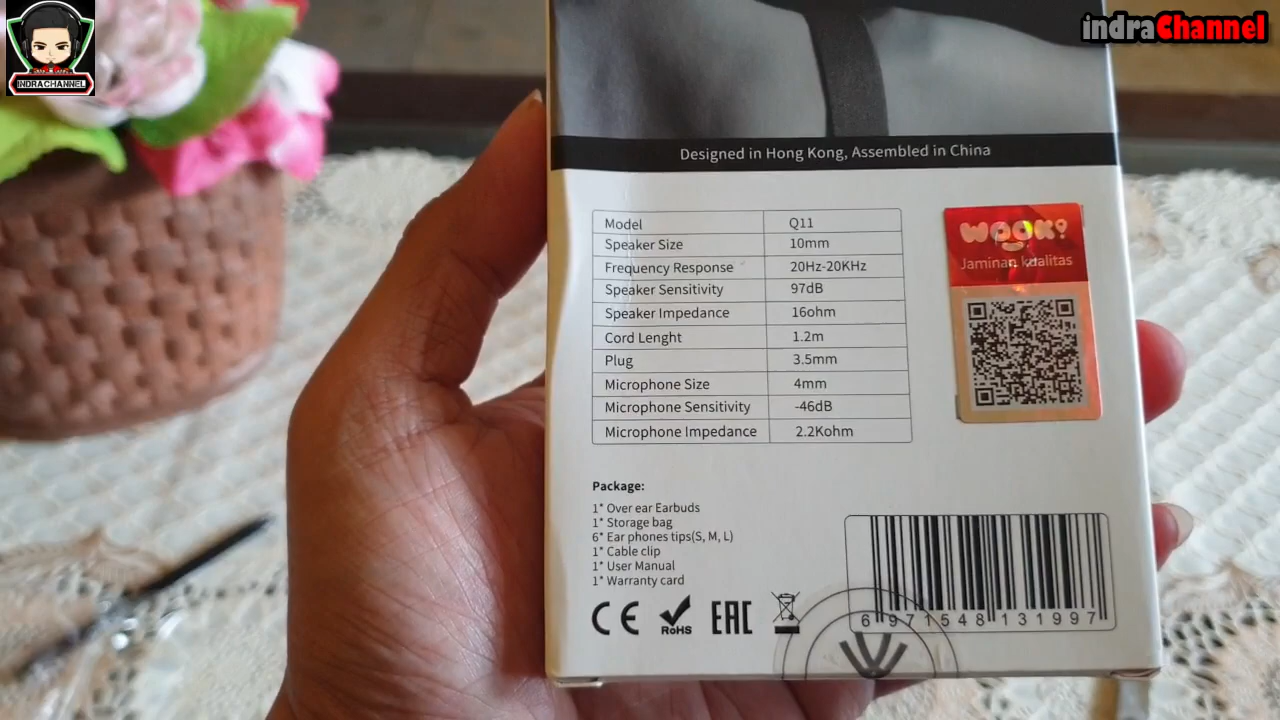 INDRACHANNEL
indraChannel
Designed in Hong Kong, Assembled in China
Model Q11
Speaker Size 10mm
Frequency Response 20Hz-20KHz
Speaker Sensitivity 97dB
Speaker Impedance 16ohm
Cord Lenght 1.2m
Plug 3.5mm
Microphone Size 4mm
Microphone Sensitivity -46dB
Microphone Impedance 2.2Kohm
WOOK!
Jaminan kualitas
Package:
1* Over ear Earbuds
1* Storage bag
6* Ear phones tips(S, M, L)
1* Cable clip
1* User Manual
1* Warranty card
CE RoHS EAC
6 971548 131997